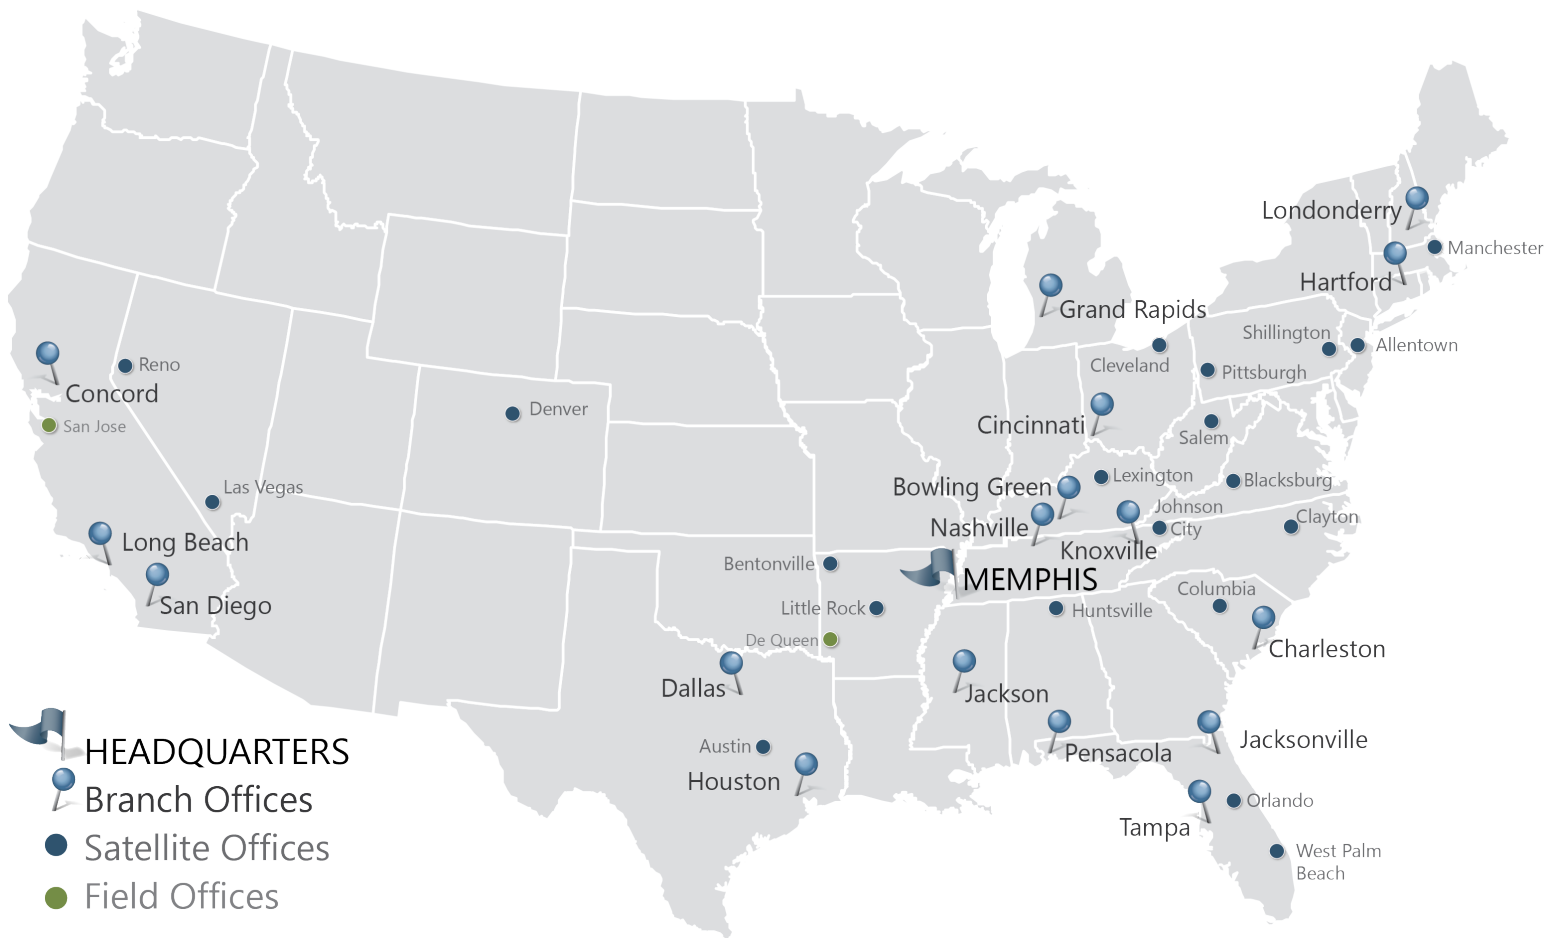 Londonderry
Manchester
Hartford
Grand Rapids
Shillington
Allentown
Cleveland
Pittsburgh
Reno
Concord
San Jose
Denver
Cincinnati
Salem
Las Vegas
Bowling Green
Lexington
Blacksburg
Nashville
Johnson
City
Clayton
Knoxville
Long Beach
Bentonville
MEMPHIS
San Diego
Little Rock
Columbia
Huntsville
De Queen
Charleston
Dallas
Jackson
Austin
Houston
Pensacola
Jacksonville
Orlando
Tampa
West Palm
Beach
HEADQUARTERS
Branch Offices
Satellite Offices
Field Offices